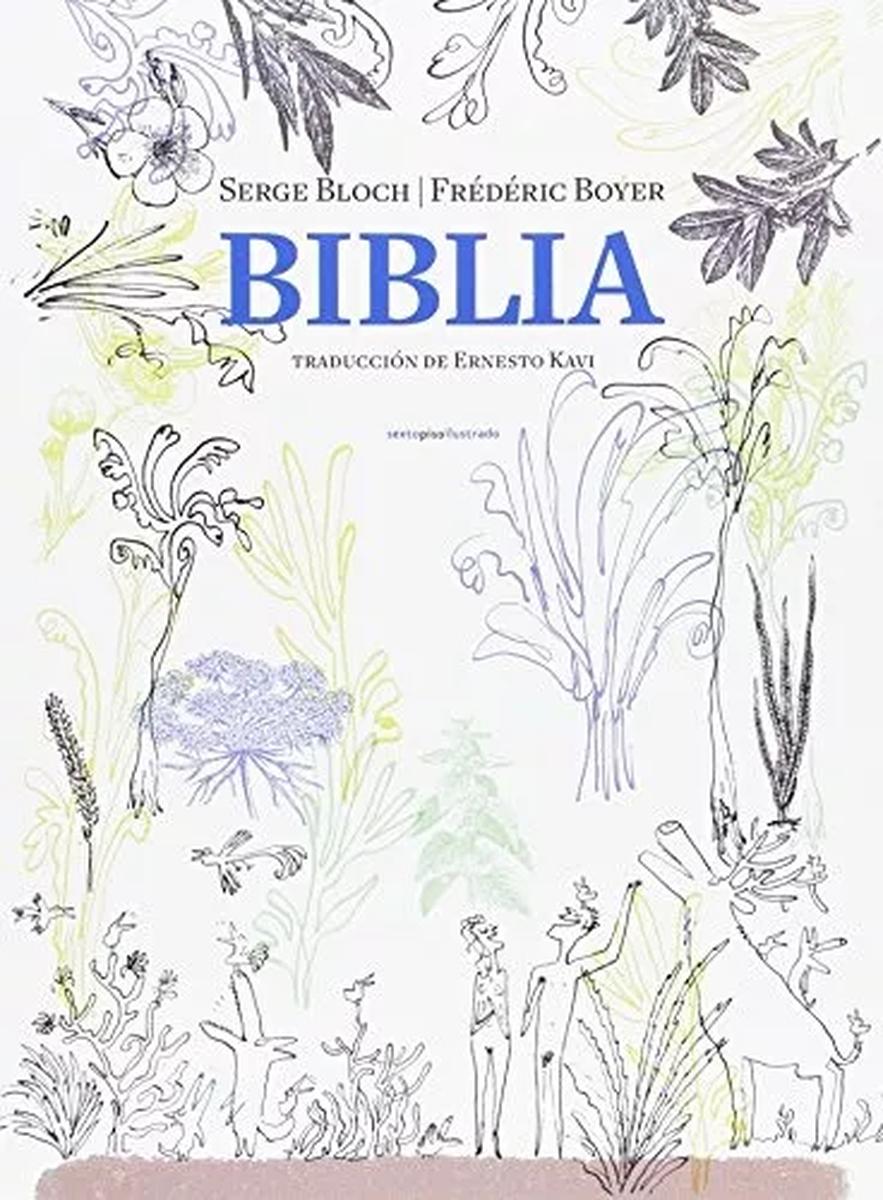 SERGE BLOCH | FRÉDÉRIC BOYER
BIBLIA
TRADUCCIÓN DE ERNESTO KAVI
sextopisoilustrado